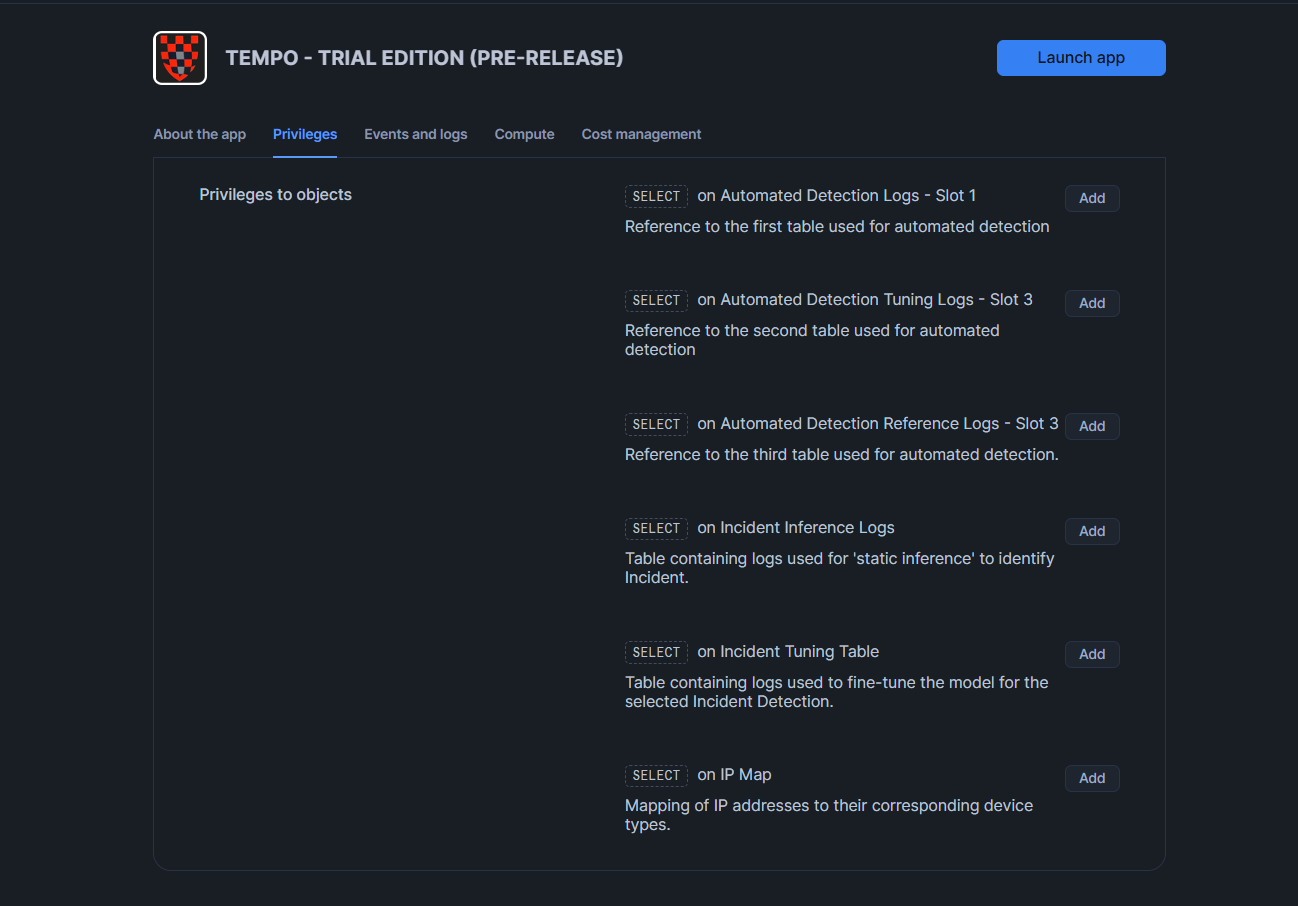 TEMPO - TRIAL EDITION (PRE-RELEASE)
Launch app
About the app
Privileges
Events and logs
Compute
Cost management
Privileges to objects
SELECT on Automated Detection Logs - Slot 1
Add
Reference to the first table used for automated detection
SELECT on Automated Detection Tuning Logs - Slot 3
Add
Reference to the second table used for automated
detection
SELECT on Automated Detection Reference Logs - Slot 3
Add
Reference to the third table used for automated detection.
SELECT on Incident Inference Logs
Add
Table containing logs used for 'static inference' to identify
Incident.
SELECT on Incident Tuning Table
Add
Table containing logs used to fine-tune the model for the
selected Incident Detection.
SELECT on IP Map
Add
Mapping of IP addresses to their corresponding device
types.